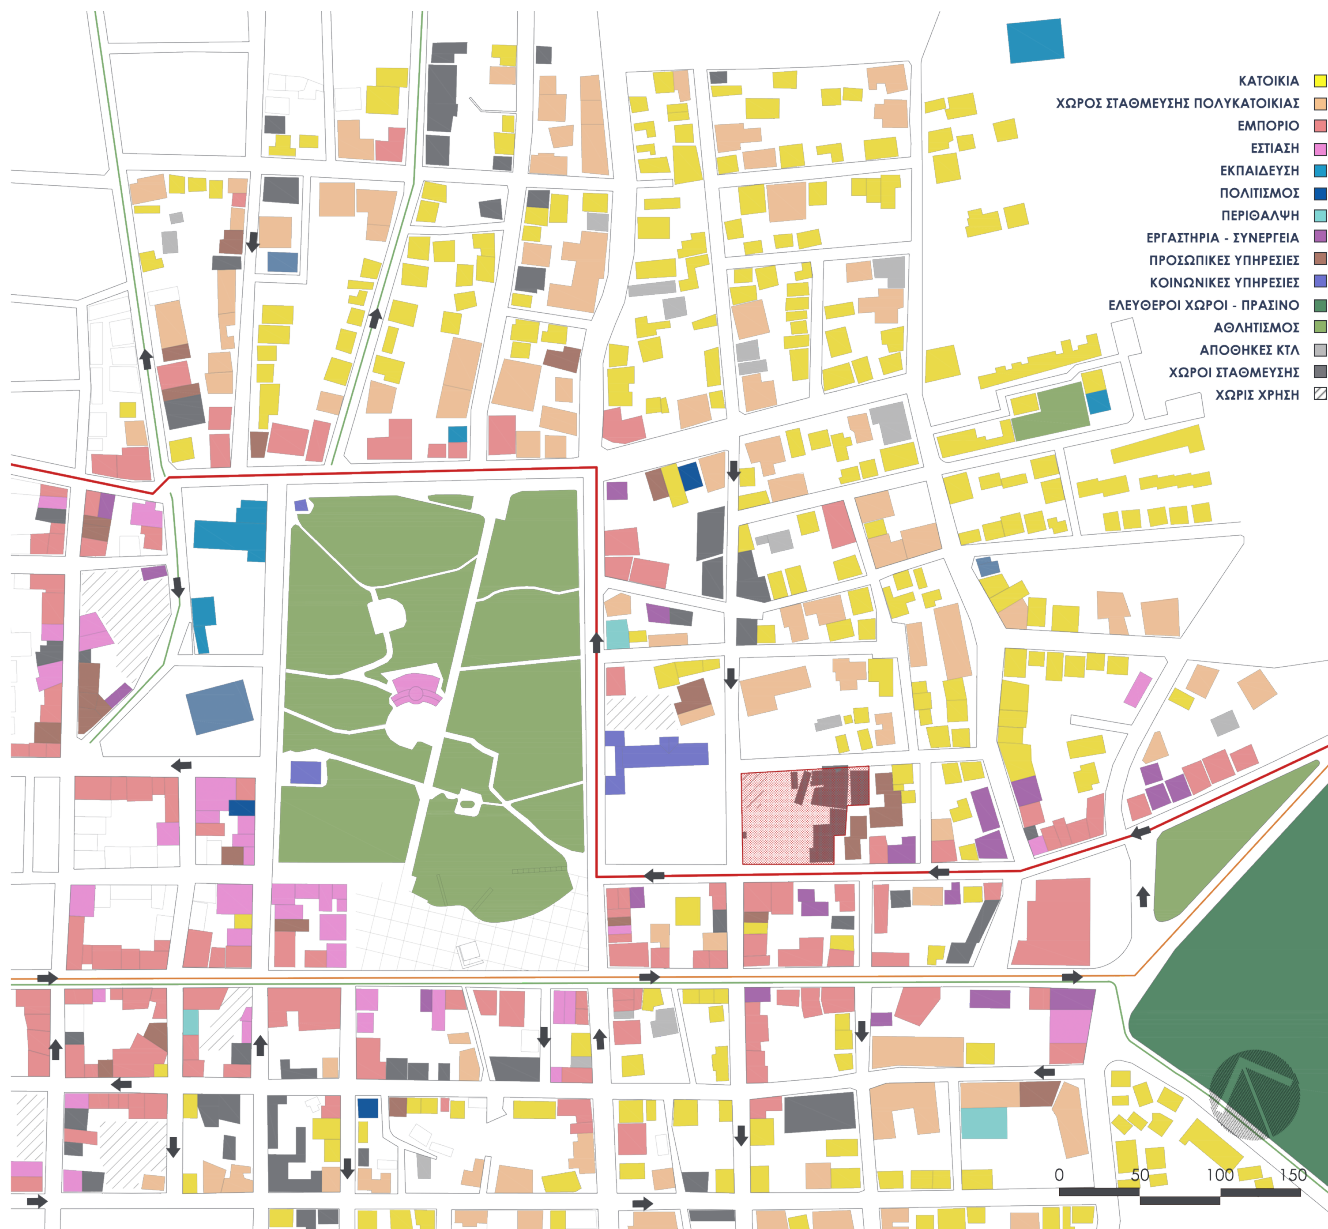 ΚΑΤΟΙΚΙΑ
ΧΩΡΟΣ ΣΤΑΘΜΕΥΣΗΣ ΠΟΛΥΚΑΤΟΙΚΙΑΣ
ΕΜΠΟΡΙΟ
ΕΣΤΙΑΣΗ
ΕΚΠΑΙΔΕΥΣΗ
ΠΟΛΙΤΙΣΜΟΣ
ΠΕΡΙΘΑΛΨΗ
ΕΡΓΑΣΤΗΡΙΑ - ΣΥΝΕΡΓΕΙΑ
ΠΡΟΣΩΠΙΚΕΣ ΥΠΗΡΕΣΙΕΣ
ΚΟΙΝΩΝΙΚΕΣ ΥΠΗΡΕΣΙΕΣ
ΕΛΕΥΘΕΡΟΙ ΧΩΡΟΙ - ΠΡΑΣΙΝΟ
ΑΘΛΗΤΙΣΜΟΣ
ΑΠΟΘΗΚΕΣ ΚΤΛ
ΧΩΡΟΙ ΣΤΑΘΜΕΥΣΗΣ
ΧΩΡΙΣ ΧΡΗΣΗ
0 50 100 150